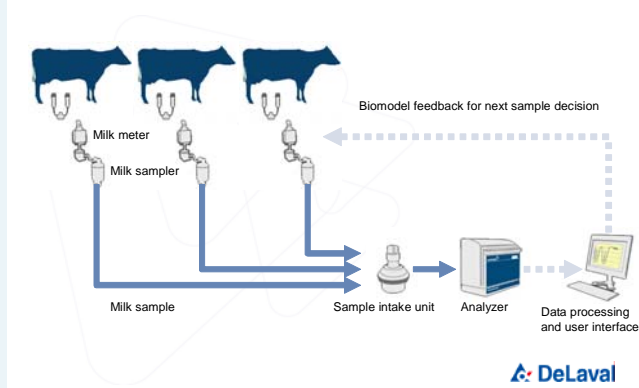 Biomodel feedback for next sample decision
Milk meter
Milk sampler
Milk sample
Sample intake unit
Analyzer
Data processing
and user interface
DeLaval